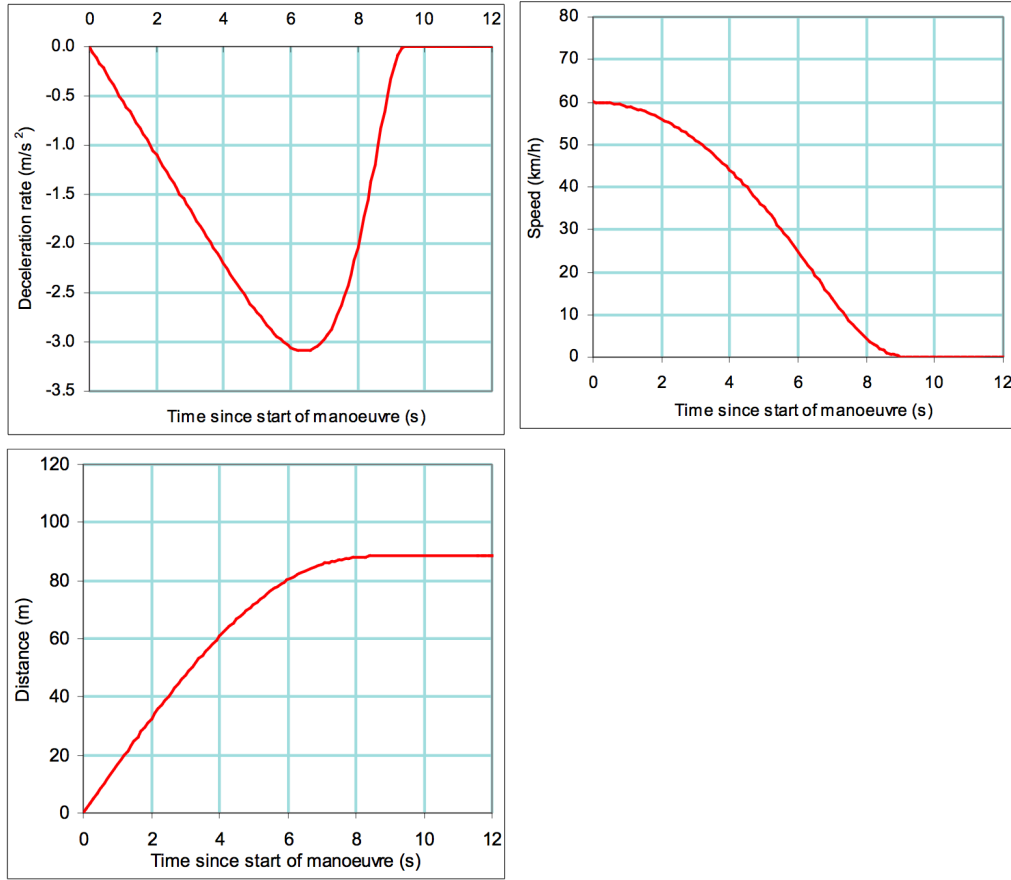 0 2 4 6 8 10 12
0.0
-0.5
-1.0
-1.5
-2.0
-2.5
-3.0
-3.5
Deceleration rate (m/s²)
Time since start of manoeuvre (s)
80
70
60
50
40
30
20
10
0
Speed (km/h)
0 2 4 6 8 10 12
Time since start of manoeuvre (s)
120
100
80
60
40
20
0
Distance (m)
0 2 4 6 8 10 12
Time since start of manoeuvre (s)